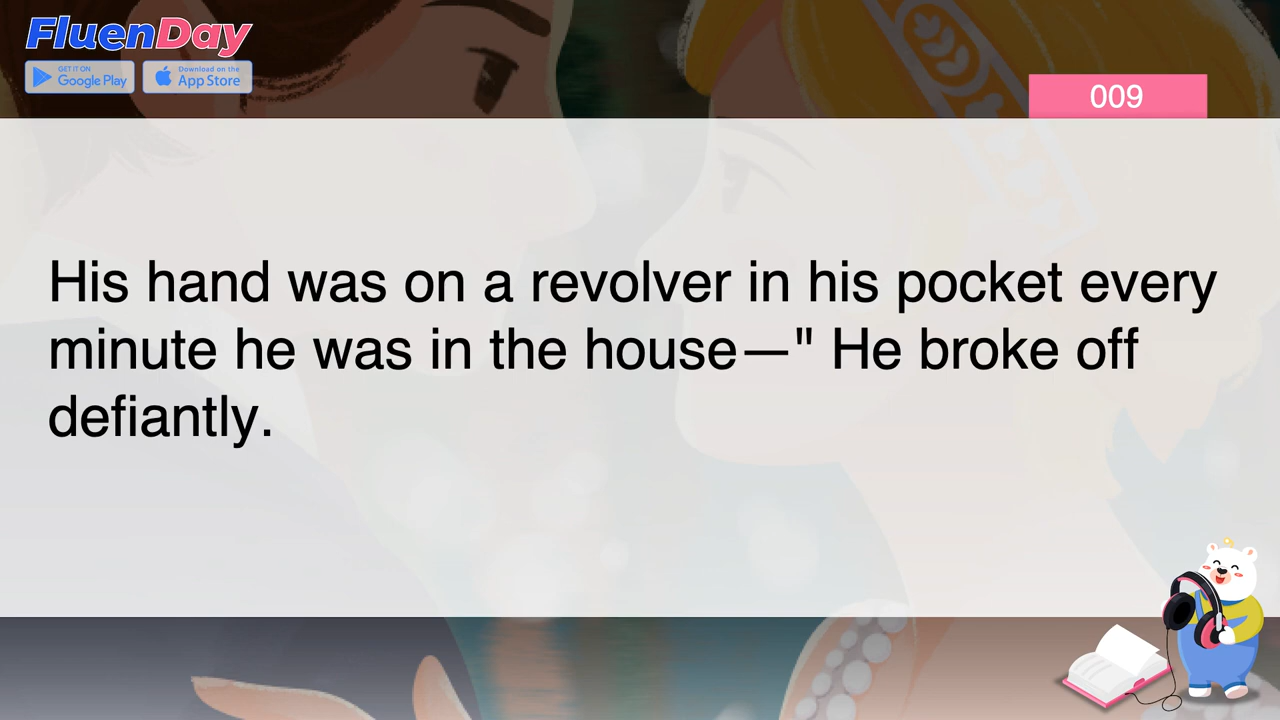 FluenDay
GET IT ON
Google Play
Download on the
App Store
009
His hand was on a revolver in his pocket every
minute he was in the house—" He broke off
defiantly.